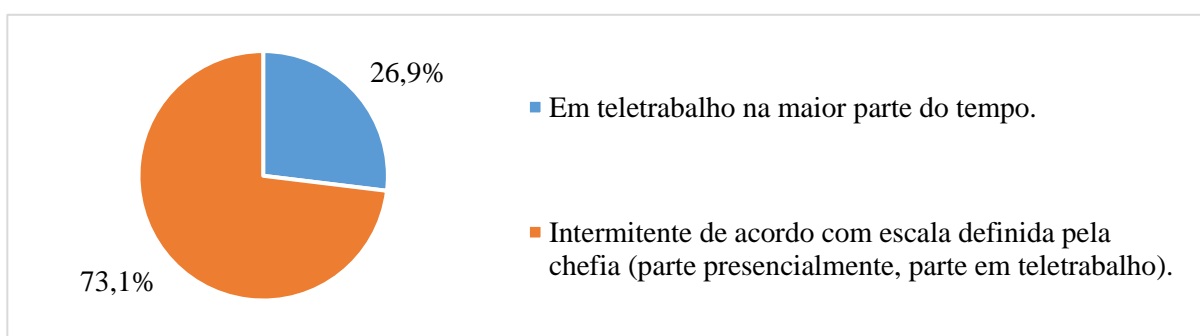 26,9%
Em teletrabalho na maior parte do tempo.
Intermitente de acordo com escala definida pela
chefia (parte presencialmente, parte em teletrabalho).
73,1%